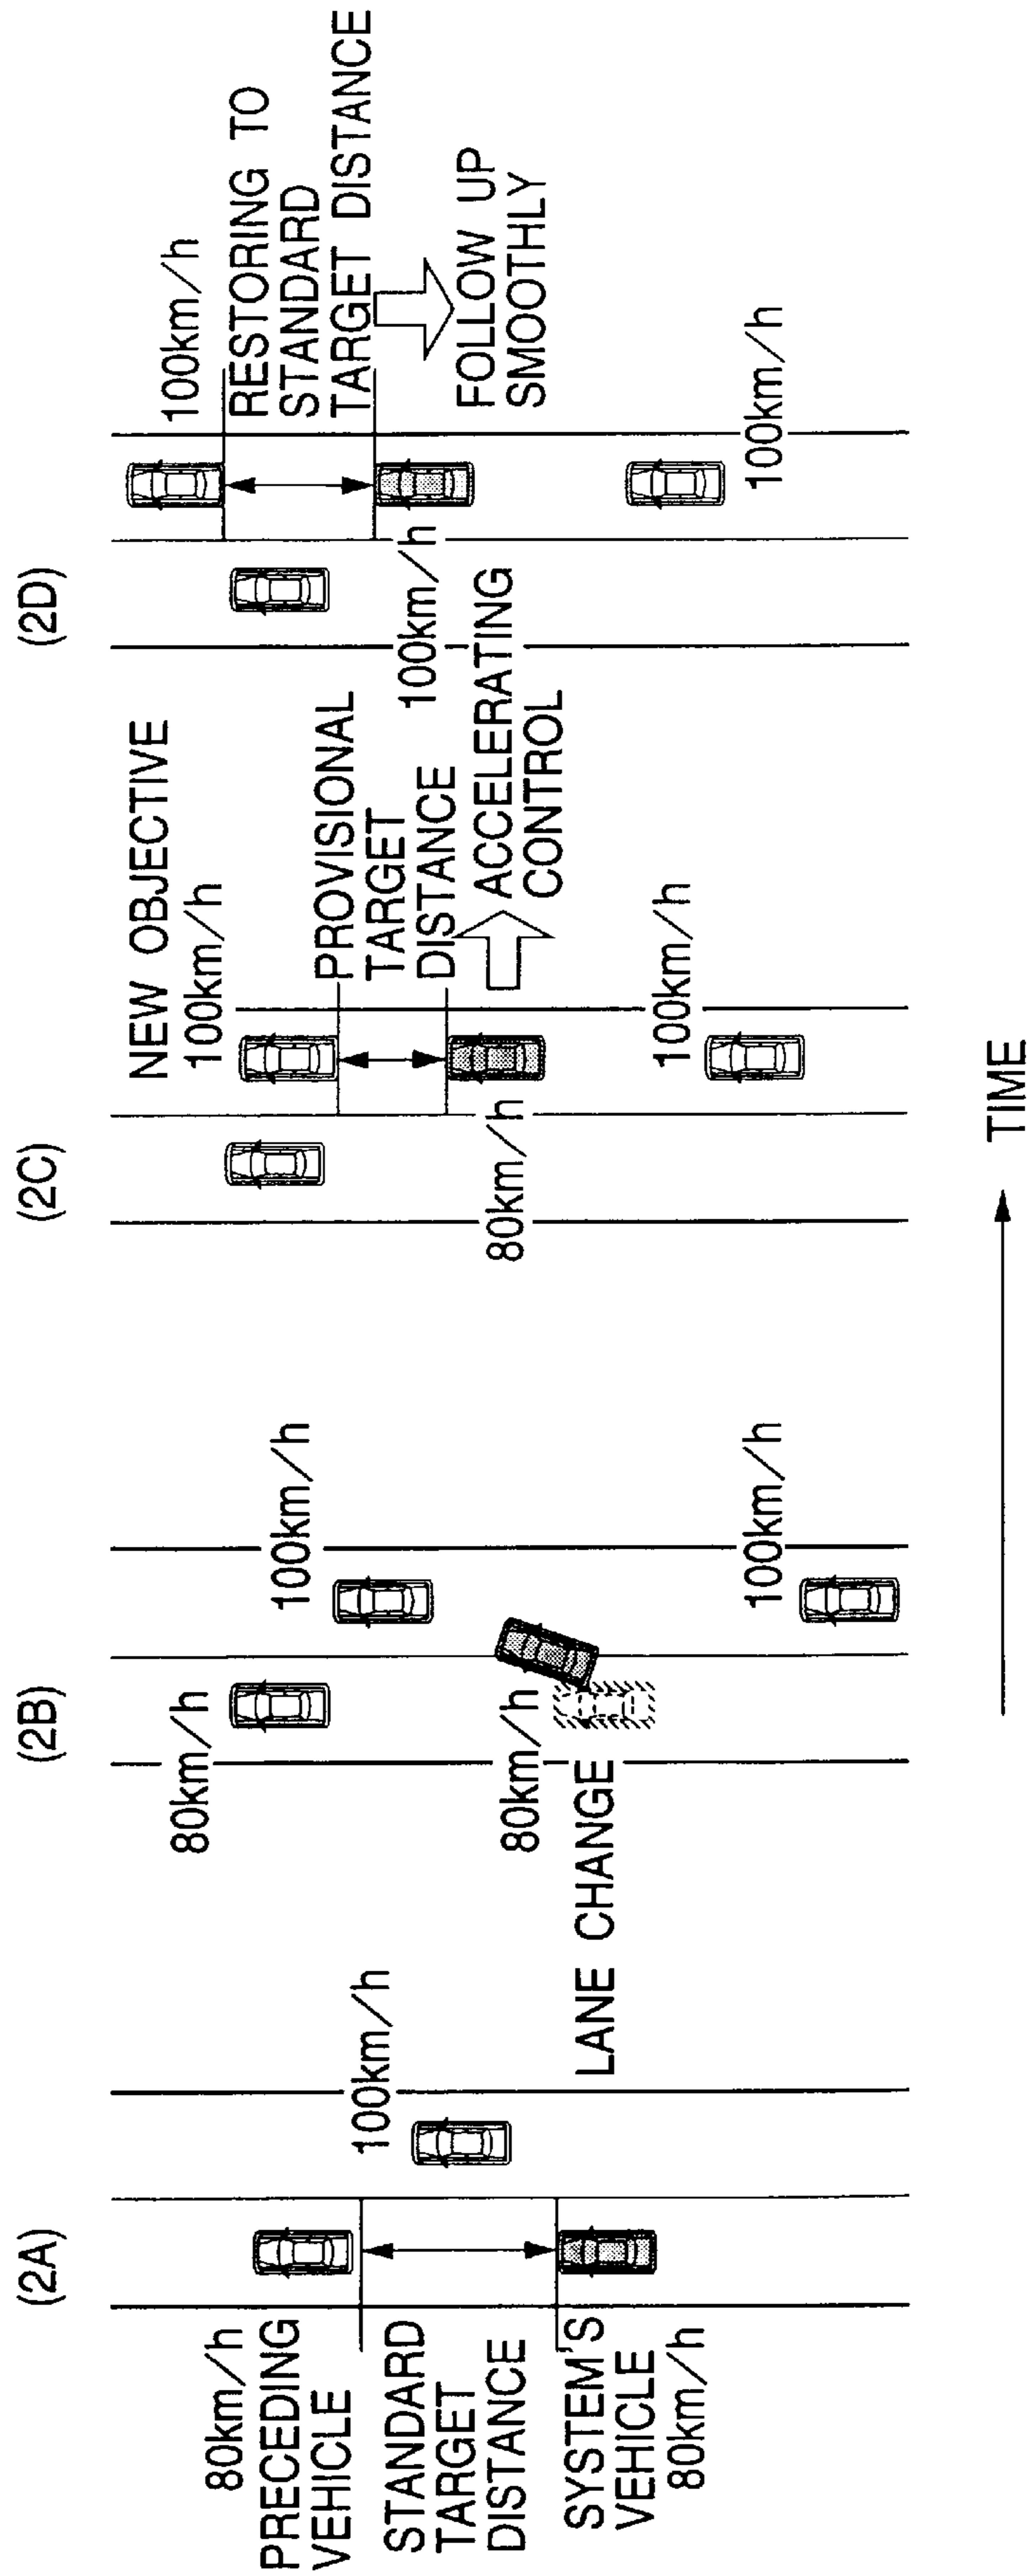 (2A)
80km/h
PRECEDING
VEHICLE
STANDARD
TARGET
DISTANCE
SYSTEM'S
VEHICLE
80km/h
100km/h
(2B)
80km/h
100km/h
80km/h
LANE CHANGE
100km/h
(2C)
NEW OBJECTIVE
100km/h
PROVISIONAL
TARGET
DISTANCE
80km/h
ACCELERATING
CONTROL
100km/h
(2D)
100km/h
RESTORING TO
STANDARD
TARGET DISTANCE
100km/h
FOLLOW UP
SMOOTHLY
100km/h
TIME